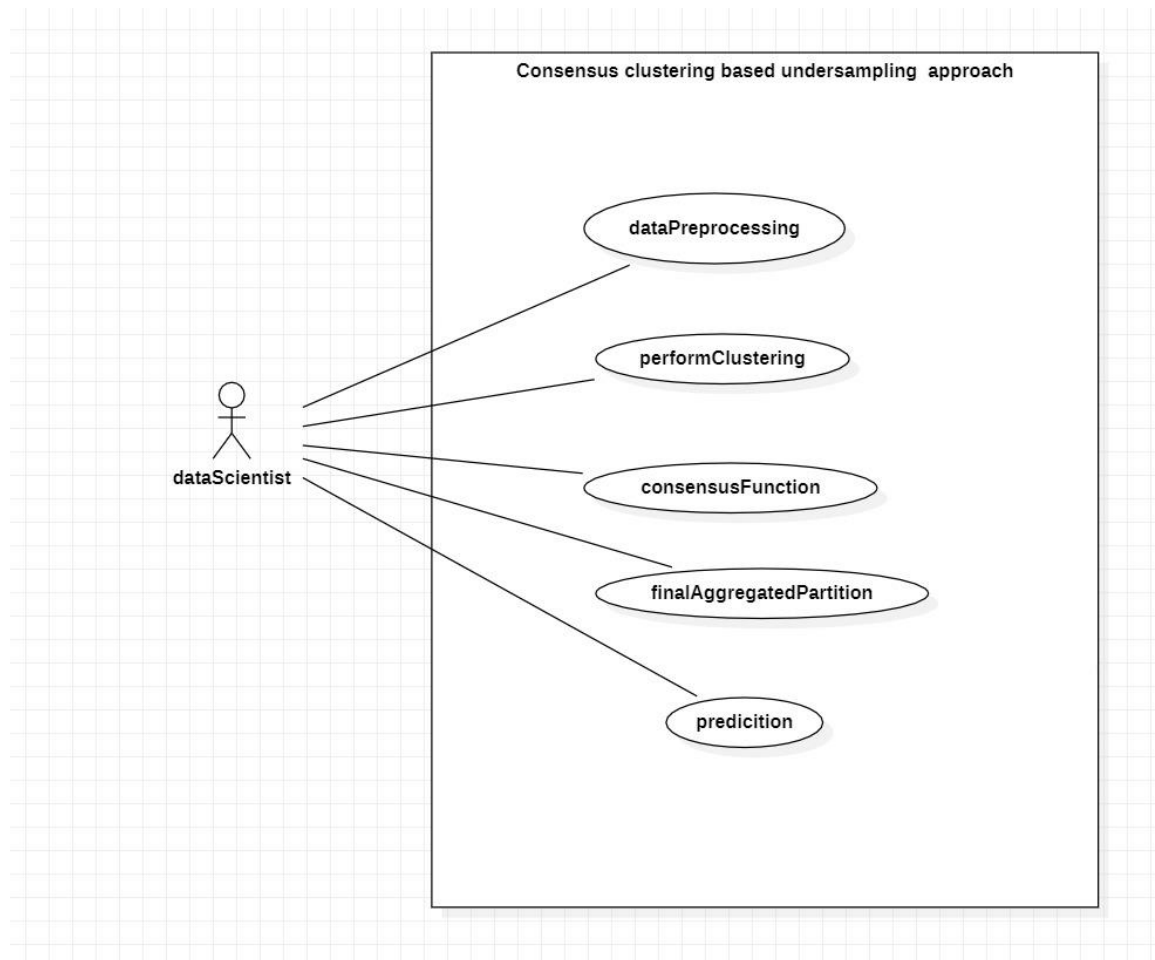 Consensus clustering based undersampling  approach
dataPreprocessing
performClustering
dataScientist
consensusFunction
finalAggregatedPartition
predicition